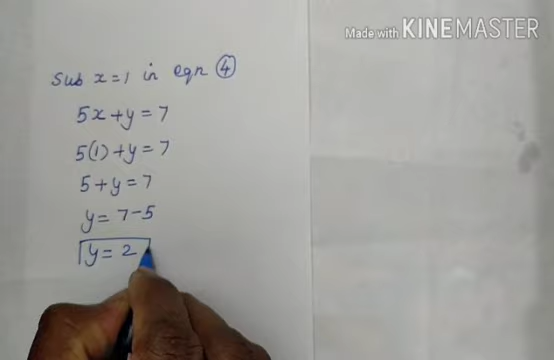 Made with KINEMASTER
Sub x=1 in eqn ④
5x+y=7
5(1)+y=7
5+y=7
y=7-5
y=2